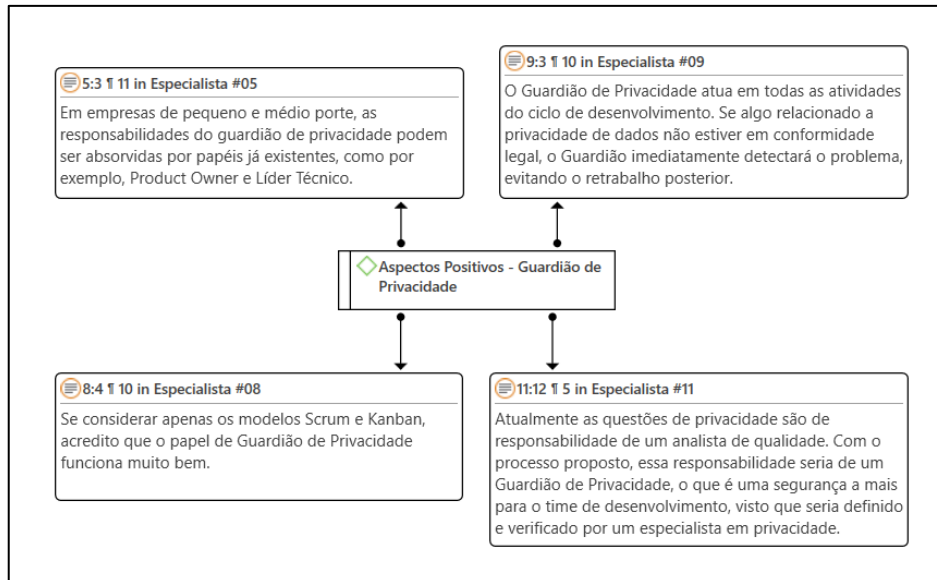 5:3 ¶ 11 in Especialista #05
Em empresas de pequeno e médio porte, as
responsabilidades do guardião de privacidade podem
ser absorvidas por papéis já existentes, como por
exemplo, Product Owner e Líder Técnico.
9:3 ¶ 10 in Especialista #09
O Guardião de Privacidade atua em todas as atividades
do ciclo de desenvolvimento. Se algo relacionado a
privacidade de dados não estiver em conformidade
legal, o Guardião imediatamente detectará o problema,
evitando o retrabalho posterior.
Aspectos Positivos - Guardião de
Privacidade
8:4 ¶ 10 in Especialista #08
Se considerar apenas os modelos Scrum e Kanban,
acredito que o papel de Guardião de Privacidade
funciona muito bem.
11:12 ¶ 5 in Especialista #11
Atualmente as questões de privacidade são de
responsabilidade de um analista de qualidade. Com o
processo proposto, essa responsabilidade seria de um
Guardião de Privacidade, o que é uma segurança a mais
para o time de desenvolvimento, visto que seria definido
e verificado por um especialista em privacidade.